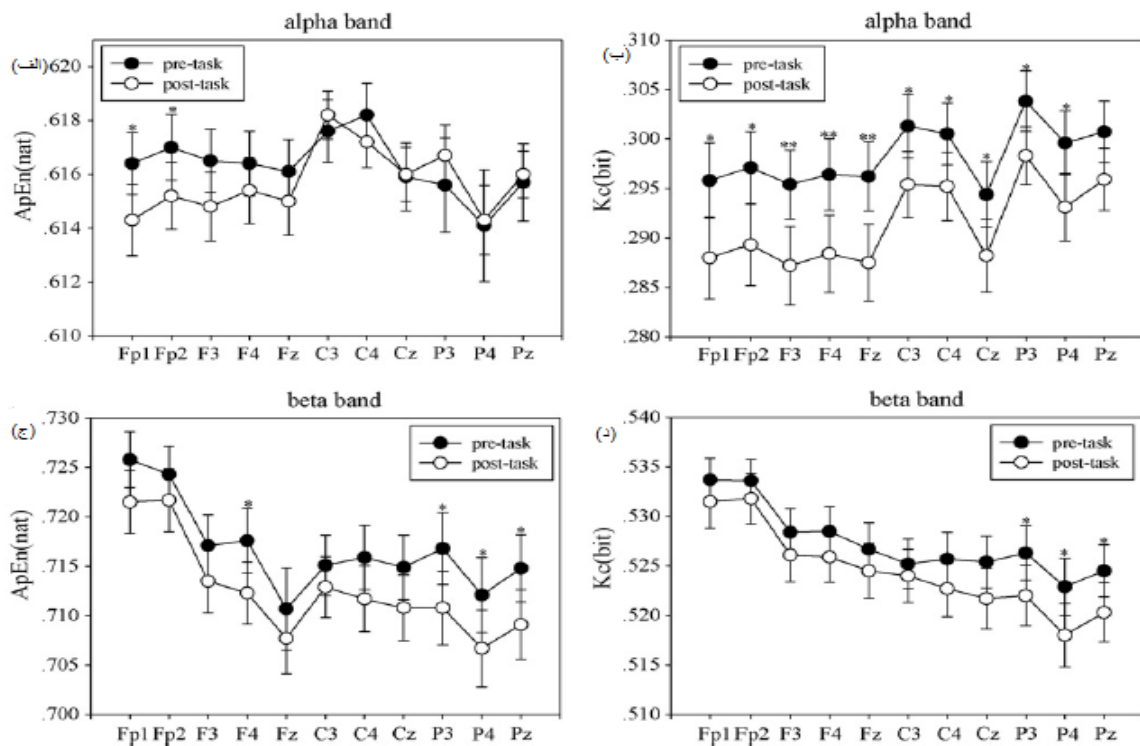 alpha band
(الف)
ApEn(nat)
.620
.618
.616
.614
.612
.610
pre-task
post-task
*
*
Fp1 Fp2 F3 F4 Fz C3 C4 Cz P3 P4 Pz
alpha band
(ب)
Kc(bit)
.310
.305
.300
.295
.290
.285
.280
pre-task
post-task
* * ** ** ** * * * * *
Fp1 Fp2 F3 F4 Fz C3 C4 Cz P3 P4 Pz
beta band
(ج)
ApEn(nat)
.730
.725
.720
.715
.710
.705
.700
pre-task
post-task
* * * *
Fp1 Fp2 F3 F4 Fz C3 C4 Cz P3 P4 Pz
beta band
(د)
Kc(bit)
.540
.535
.530
.525
.520
.515
.510
pre-task
post-task
* * *
Fp1 Fp2 F3 F4 Fz C3 C4 Cz P3 P4 Pz